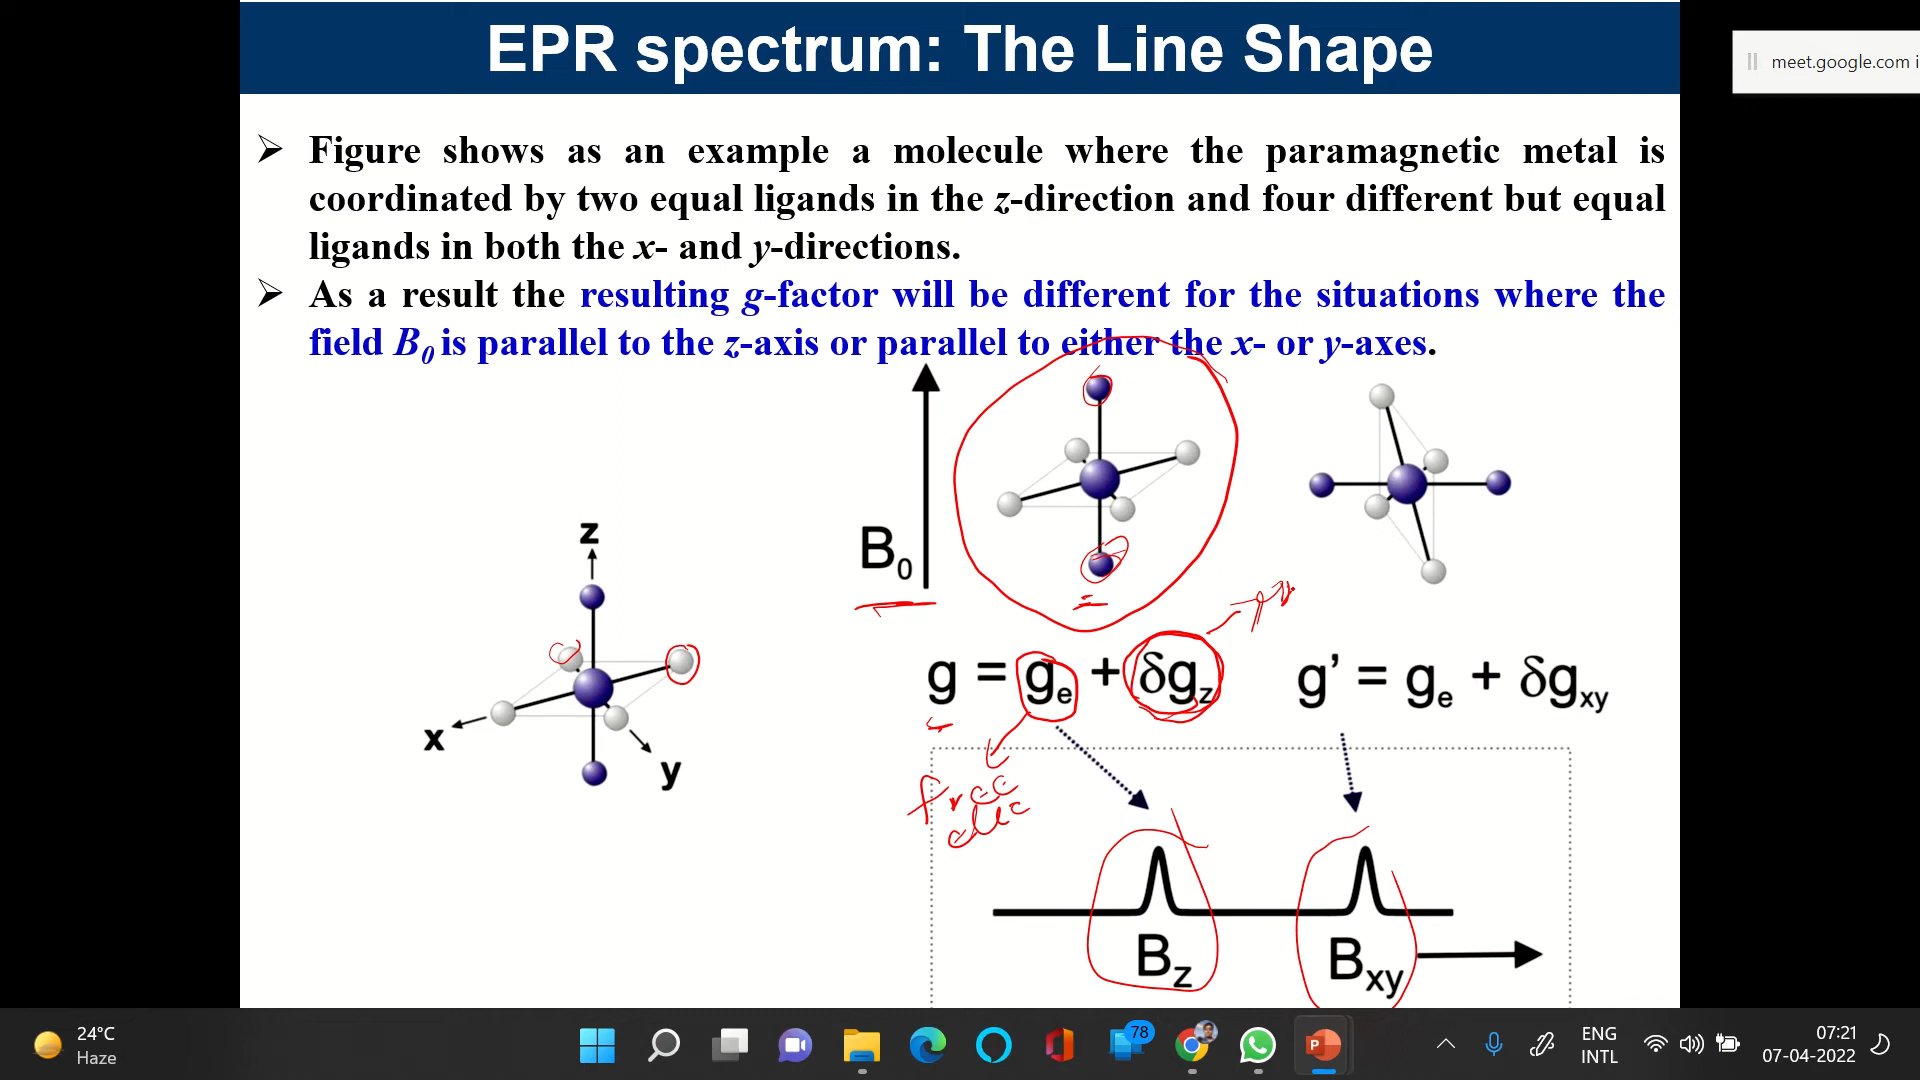 EPR spectrum: The Line Shape
meet.google.com i
➢ Figure shows as an example a molecule where the paramagnetic metal is
coordinated by two equal ligands in the z-direction and four different but equal
ligands in both the x- and y-directions.
➢ As a result the resulting g-factor will be different for the situations where the
field B0 is parallel to the z-axis or parallel to either the x- or y-axes.
B0
z
x
y
g = ge + δgz
g’ = ge + δgxy
free
elec
Bz
Bxy
24°C
Haze
78
ENG
INTL
07:21
07-04-2022